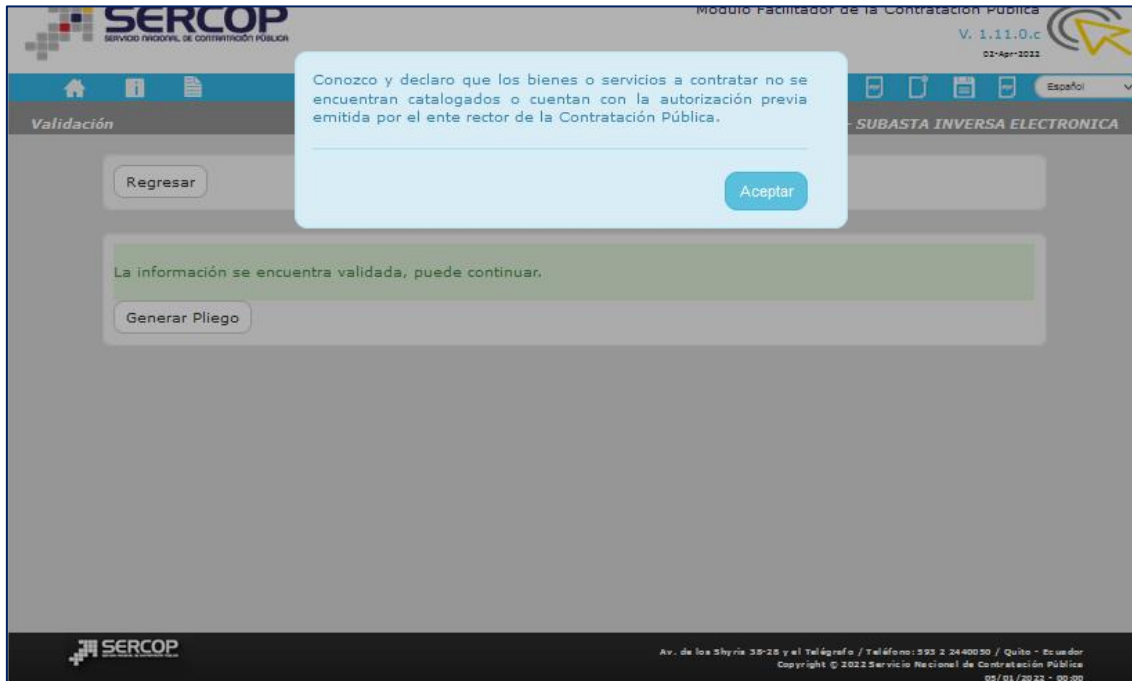 SERCOP
SERVICIO NACIONAL DE CONTRATACIÓN PÚBLICA
Módulo Facilitador de la Contratación Pública
V. 1.11.0.c
02-Apr-2022
Español
Validación
- SUBASTA INVERSA ELECTRONICA
Conozco y declaro que los bienes o servicios a contratar no se
encuentran catalogados o cuentan con la autorización previa
emitida por el ente rector de la Contratación Pública.
Aceptar
Regresar
La información se encuentra validada, puede continuar.
Generar Pliego
SERCOP
Av. de los Shyris 38-28 y el Telégrafo / Teléfono: 593 2 2440050 / Quito - Ecuador
Copyright © 2022 Servicio Nacional de Contratación Pública
05/01/2022 - 00:00